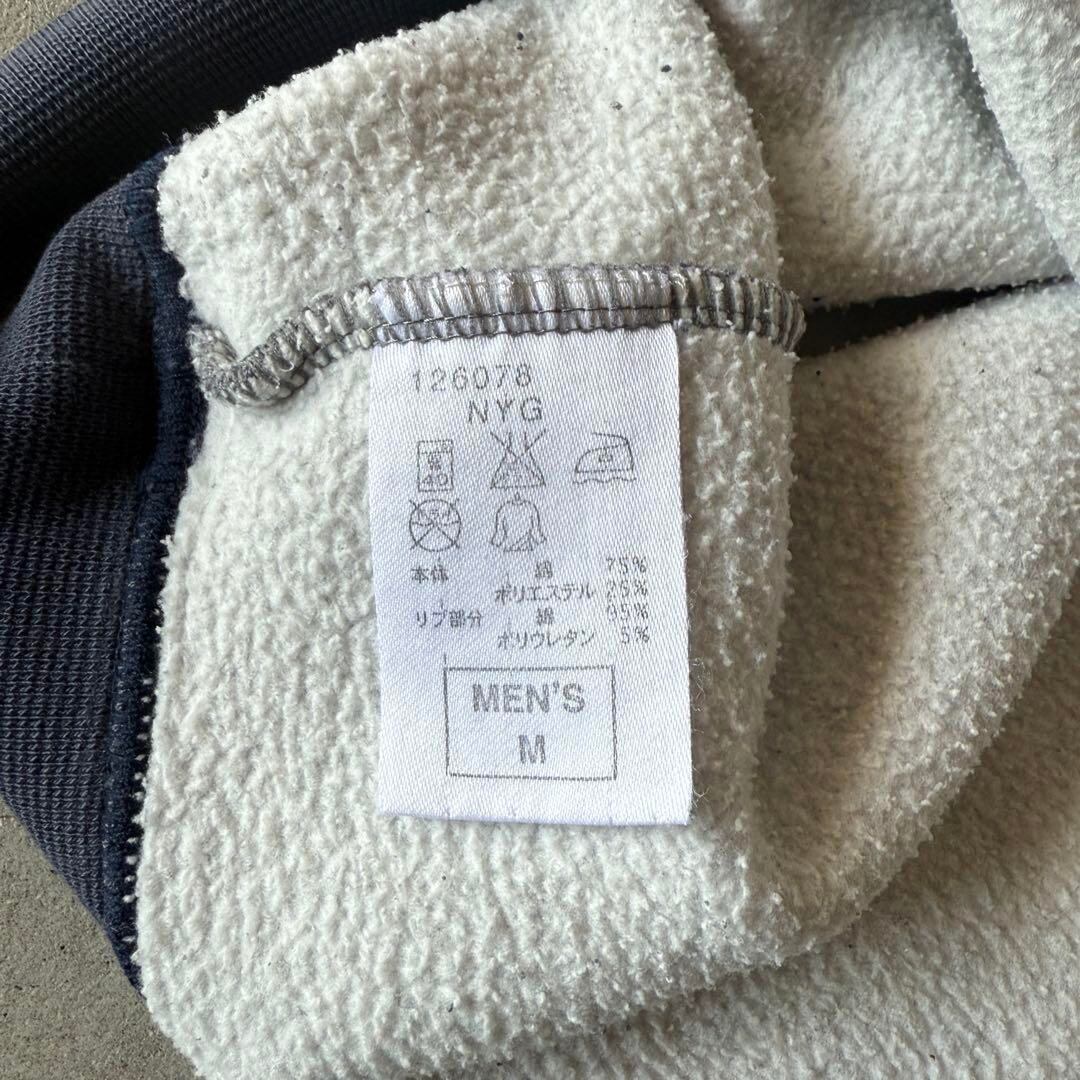 126078
NYG
本体 綿 75%
ポリエステル 25%
リブ部分 綿 95%
ポリウレタン 5%
MEN'S
M